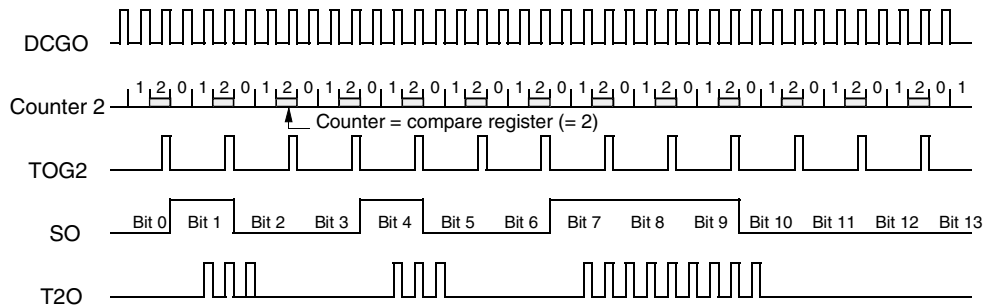 DCGO
1 2 0 1 2 0 1 2 0 1 2 0 1 2 0 1 2 0 1 2 0 1 2 0 1 2 0 1 2 0 1 2 0 1 2 0 1 2 0 1
Counter 2
Counter = compare register (= 2)
TOG2
Bit 0 Bit 1 Bit 2 Bit 3 Bit 4 Bit 5 Bit 6 Bit 7 Bit 8 Bit 9 Bit 10 Bit 11 Bit 12 Bit 13
SO
T2O